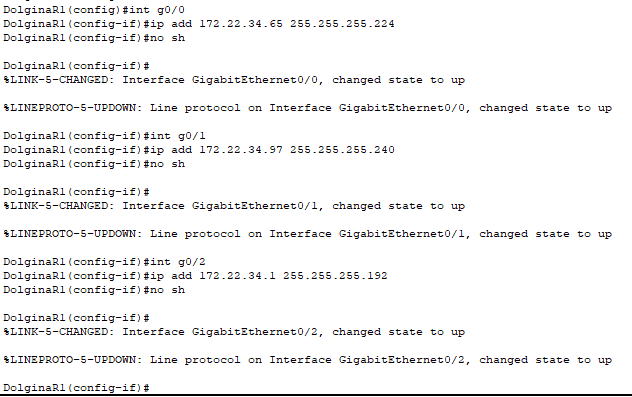 DolginaR1(config)#int g0/0
DolginaR1(config-if)#ip add 172.22.34.65 255.255.255.224
DolginaR1(config-if)#no sh
DolginaR1(config-if)#
%LINK-5-CHANGED: Interface GigabitEthernet0/0, changed state to up
%LINEPROTO-5-UPDOWN: Line protocol on Interface GigabitEthernet0/0, changed state to up
DolginaR1(config-if)#int g0/1
DolginaR1(config-if)#ip add 172.22.34.97 255.255.255.240
DolginaR1(config-if)#no sh
DolginaR1(config-if)#
%LINK-5-CHANGED: Interface GigabitEthernet0/1, changed state to up
%LINEPROTO-5-UPDOWN: Line protocol on Interface GigabitEthernet0/1, changed state to up
DolginaR1(config-if)#int g0/2
DolginaR1(config-if)#ip add 172.22.34.1 255.255.255.192
DolginaR1(config-if)#no sh
DolginaR1(config-if)#
%LINK-5-CHANGED: Interface GigabitEthernet0/2, changed state to up
%LINEPROTO-5-UPDOWN: Line protocol on Interface GigabitEthernet0/2, changed state to up
DolginaR1(config-if)#